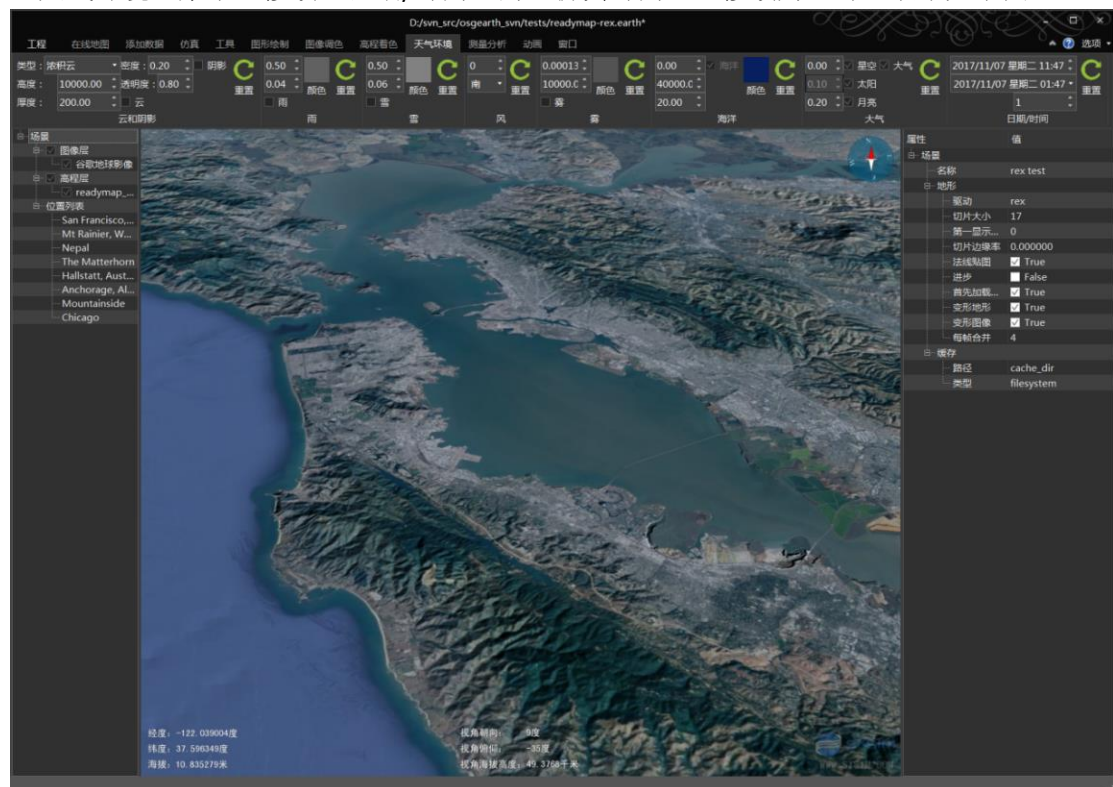 D:/svn_src/osgearth_svn/tests/readymap-rex.earth*
工程 在线地图 添加数据 仿真 工具 图形绘制 图像调色 高程着色 天气环境 测量分析 动画 窗口 选项
类型：浓积云 密度：0.20 阴影 0.50 0.50 0 0.00013 0.00 海洋 0.00 星空 大气 2017/11/07 星期二 11:47
高度：10000.00 透明度：0.80 重置 0.04 颜色 重置 0.06 颜色 重置 南 重置 10000.0 颜色 重置 40000.0 颜色 重置 0.10 太阳 重置 2017/11/07 星期二 01:47 重置
厚度：200.00 云 雨 雪 雾 20.00 0.20 月亮 1
云和阴影 雨 雪 风 雾 海洋 大气 日期/时间
场景
图像层
谷歌地球影像
高程层
readymap_...
位置列表
San Francisco,...
Mt Rainier, W...
Nepal
The Matterhorn
Hallstatt, Aust...
Anchorage, Al...
Mountainside
Chicago
属性 值
场景
名称 rex test
地形
驱动 rex
切片大小 17
第一显示... 0
切片边缘率 0.000000
法线贴图 True
进步 False
首先加载... True
变形地形 True
变形图像 True
每帧合并 4
缓存
路径 cache_dir
类型 filesystem
经度：-122.039004度 视角朝向： 9度
纬度：37.596349度 视角俯仰： -35度
海拔：10.835279米 视角海拔高度：49.3768千米